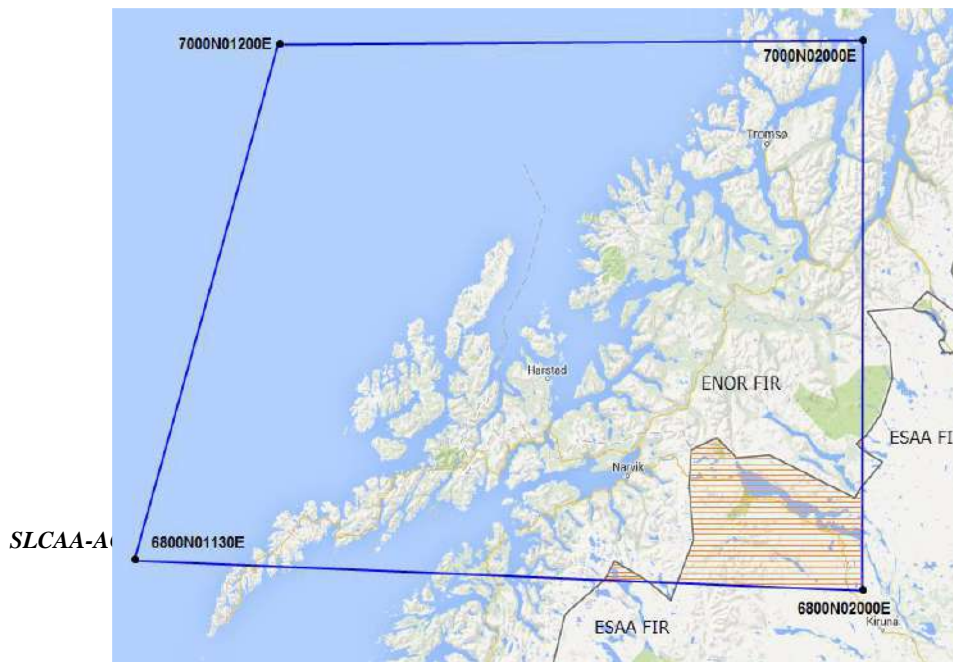 7000N01200E
7000N02000E
Tromsø
Harstad
ENOR FIR
ESAA FI
Narvik
SLCAA-A
6800N01130E
6800N02000E
Kiruna
ESAA FIR